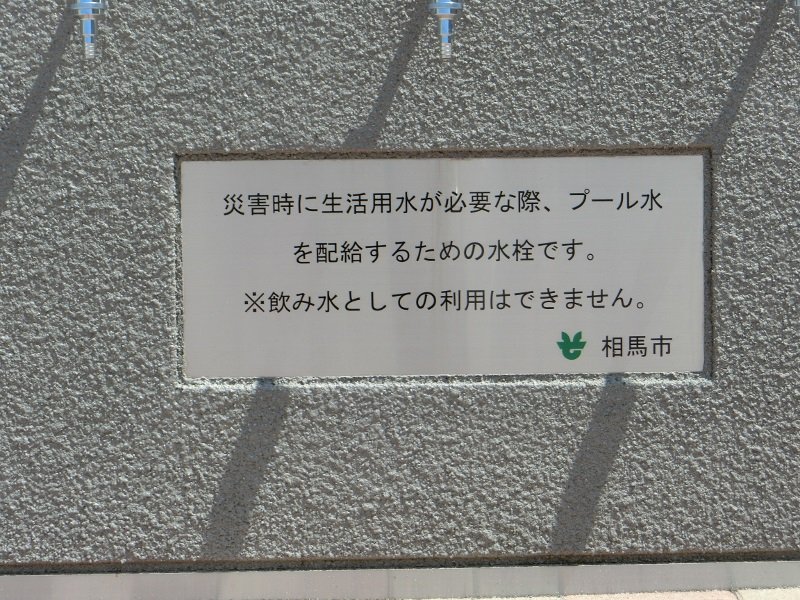 災害時に生活用水が必要な際、プール水
を配給するための水栓です。
※飲み水としての利用はできません。
相馬市